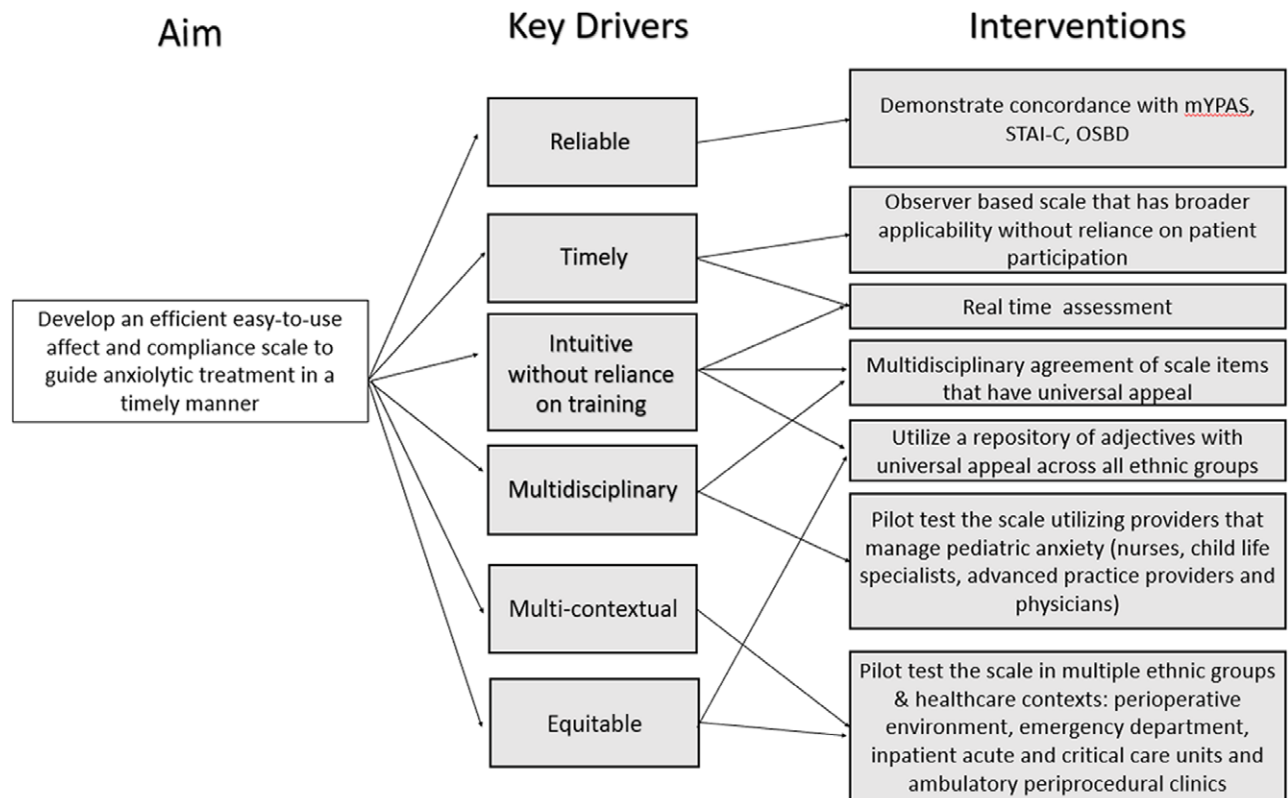 Aim
Key Drivers
Interventions
Develop an efficient easy-to-use
affect and compliance scale to
guide anxiolytic treatment in a
timely manner
Reliable
Timely
Intuitive
without reliance
on training
Multidisciplinary
Multi-contextual
Equitable
Demonstrate concordance with mYPAS,
STAI-C, OSBD
Observer based scale that has broader
applicability without reliance on patient
participation
Real time assessment
Multidisciplinary agreement of scale items
that have universal appeal
Utilize a repository of adjectives with
universal appeal across all ethnic groups
Pilot test the scale utilizing providers that
manage pediatric anxiety (nurses, child life
specialists, advanced practice providers and
physicians)
Pilot test the scale in multiple ethnic groups
& healthcare contexts: perioperative
environment, emergency department,
inpatient acute and critical care units and
ambulatory periprocedural clinics